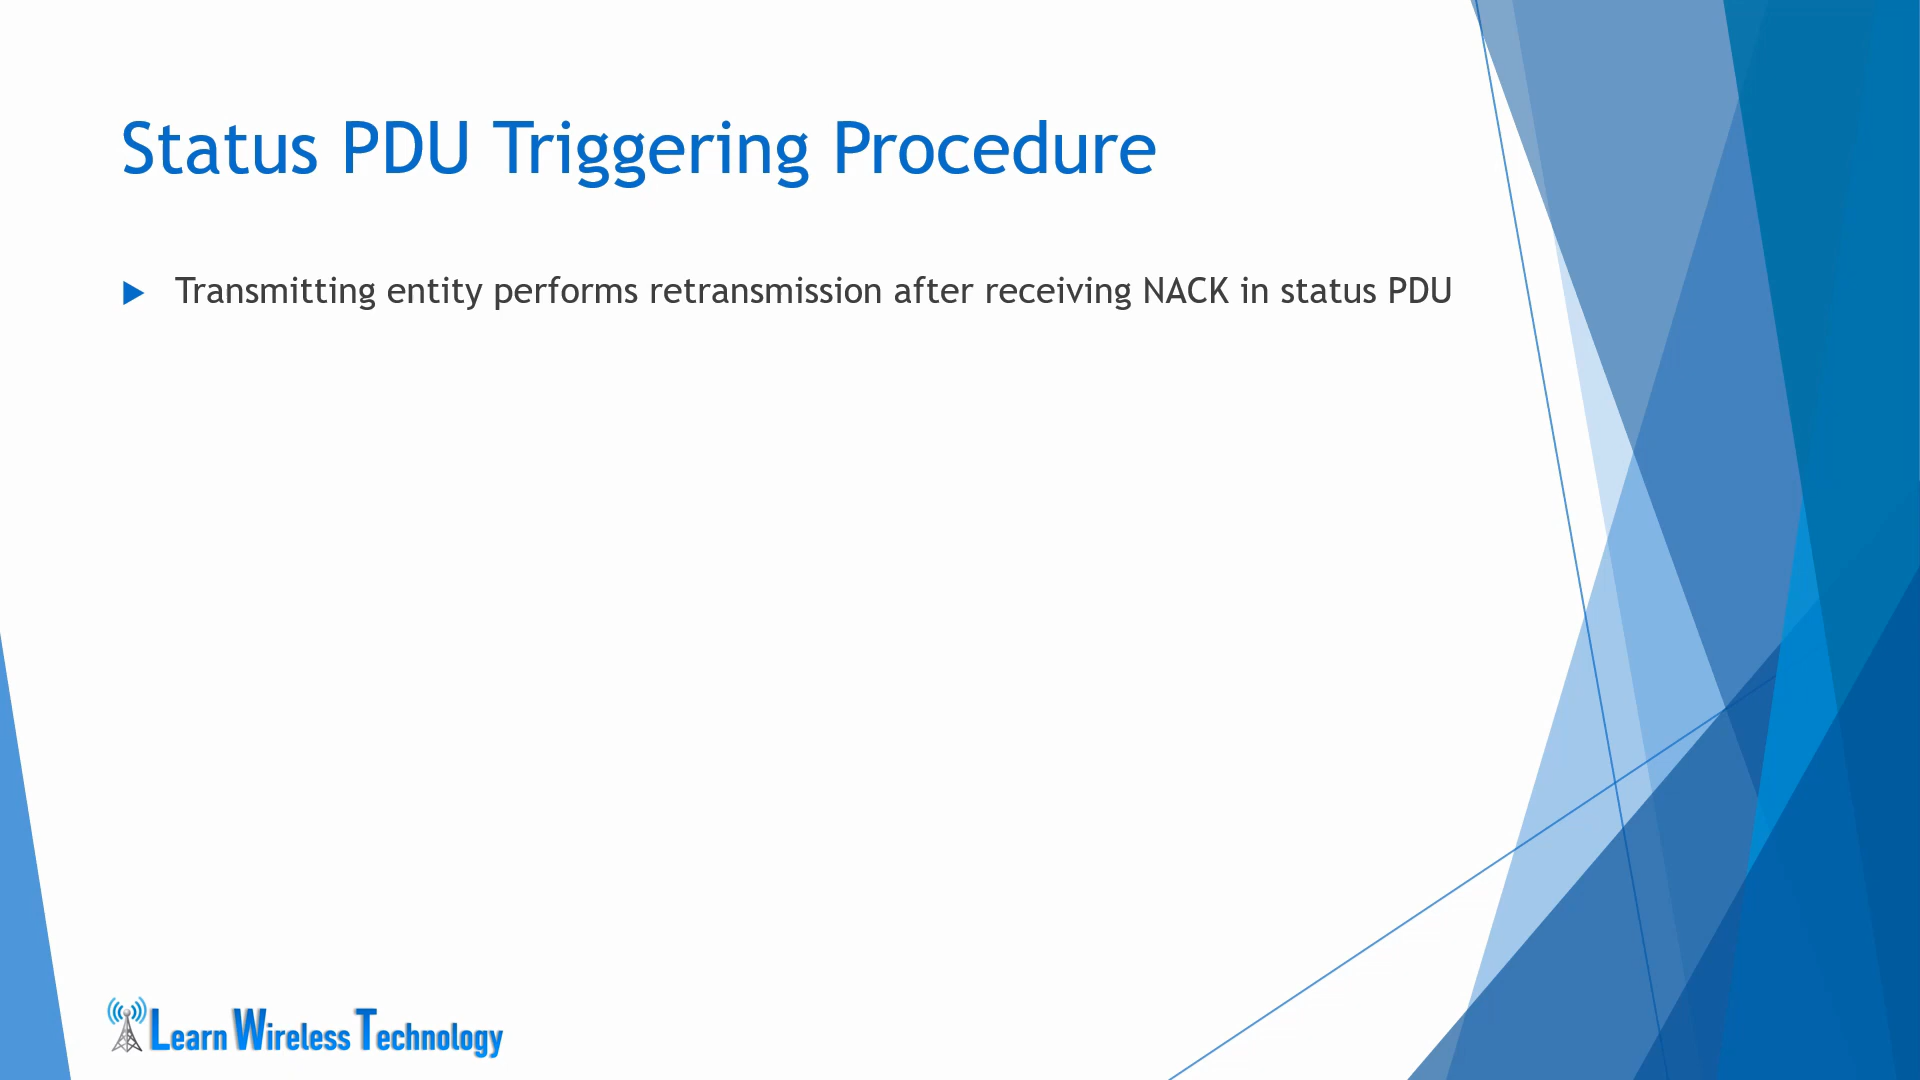 Status PDU Triggering Procedure
Transmitting entity performs retransmission after receiving NACK in status PDU
Learn Wireless Technology